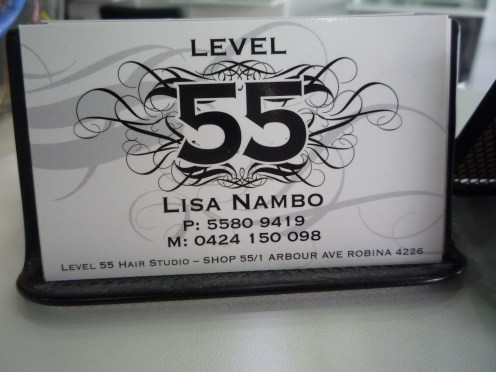 LEVEL
55
LISA NAMBO
P: 5580 9419
M: 0424 150 098
LEVEL 55 HAIR STUDIO – SHOP 55/1 ARBOUR AVE ROBINA 4226